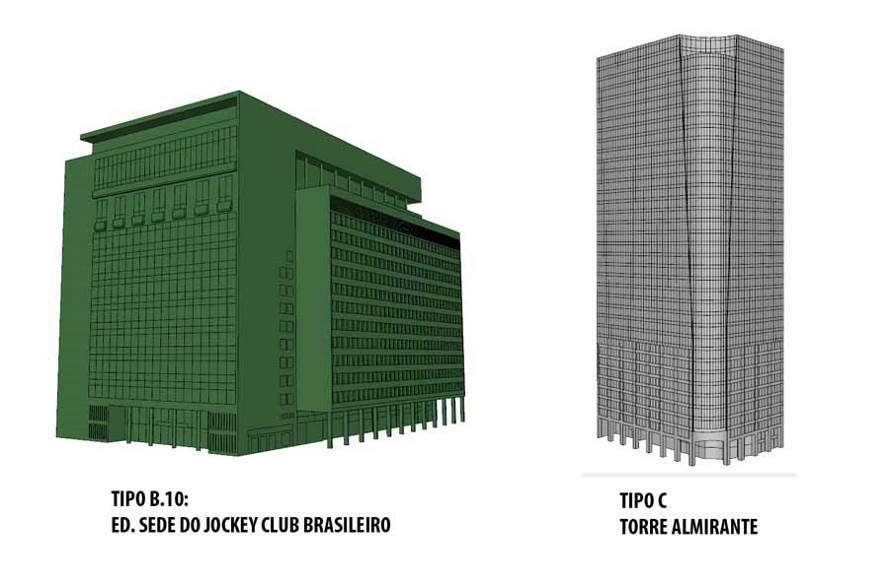 TIPO B.10:
ED. SEDE DO JOCKEY CLUB BRASILEIRO
TIPO C
TORRE ALMIRANTE